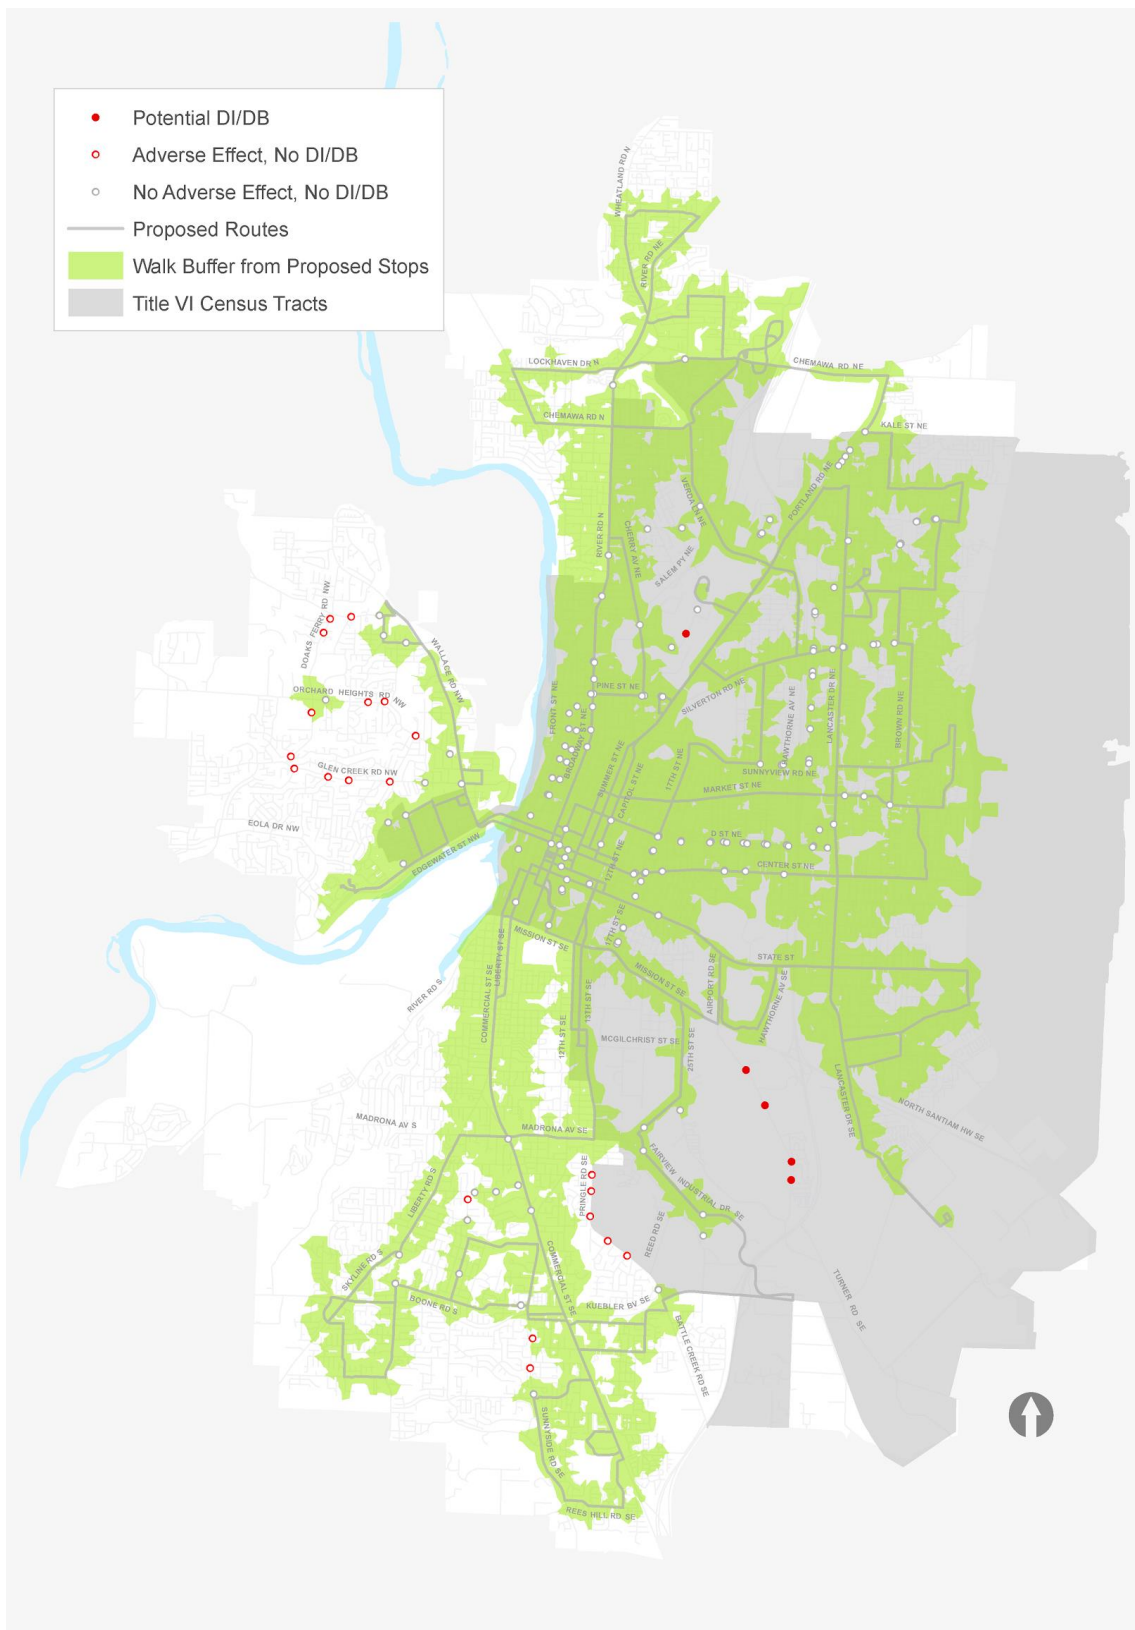 Potential DI/DB
Adverse Effect, No DI/DB
No Adverse Effect, No DI/DB
Proposed Routes
Walk Buffer from Proposed Stops
Title VI Census Tracts
WHEATLAND RD N
RIVER RD NE
LOCKHAVEN DR N
CHEMAWA RD NE
CHEMAWA RD N
KALE ST NE
PORTLAND RD NE
VERDA LN NE
RIVER RD N
CHERRY AV NE
SALEM PY NE
DOAKS FERRY RD NW
WALLACE RD NW
ORCHARD HEIGHTS RD NW
PINE ST NE
SILVERTON RD NE
FRONT ST NE
BROADWAY ST NE
HAWTHORNE AV NE
LANCASTER DR NE
BROWN RD NE
SUMMER ST NE
CAPITOL ST NE
17TH ST NE
GLEN CREEK RD NW
SUNNYVIEW RD NE
MARKET ST NE
EOLA DR NW
D ST NE
EDGEWATER ST NW
12TH ST NE
CENTER ST NE
17TH ST SE
MISSION ST SE
LIBERTY ST SE
STATE ST
MISSION ST SE
AIRPORT RD SE
RIVER RD S
COMMERCIAL ST SE
HAWTHORNE AV SE
13TH ST SE
12TH ST SE
MCGILCHRIST ST SE
25TH ST SE
LANCASTER DR SE
NORTH SANTIAM HW SE
MADRONA AV S
MADRONA AV SE
FAIRVIEW INDUSTRIAL DR SE
PRINGLE RD SE
LIBERTY RD S
REED RD SE
SKYLINE RD S
COMMERCIAL ST SE
BOONE RD S
KUEBLER BV SE
TURNER RD SE
BATTLE CREEK RD SE
SUNNYSIDE RD SE
REES HILL RD SE